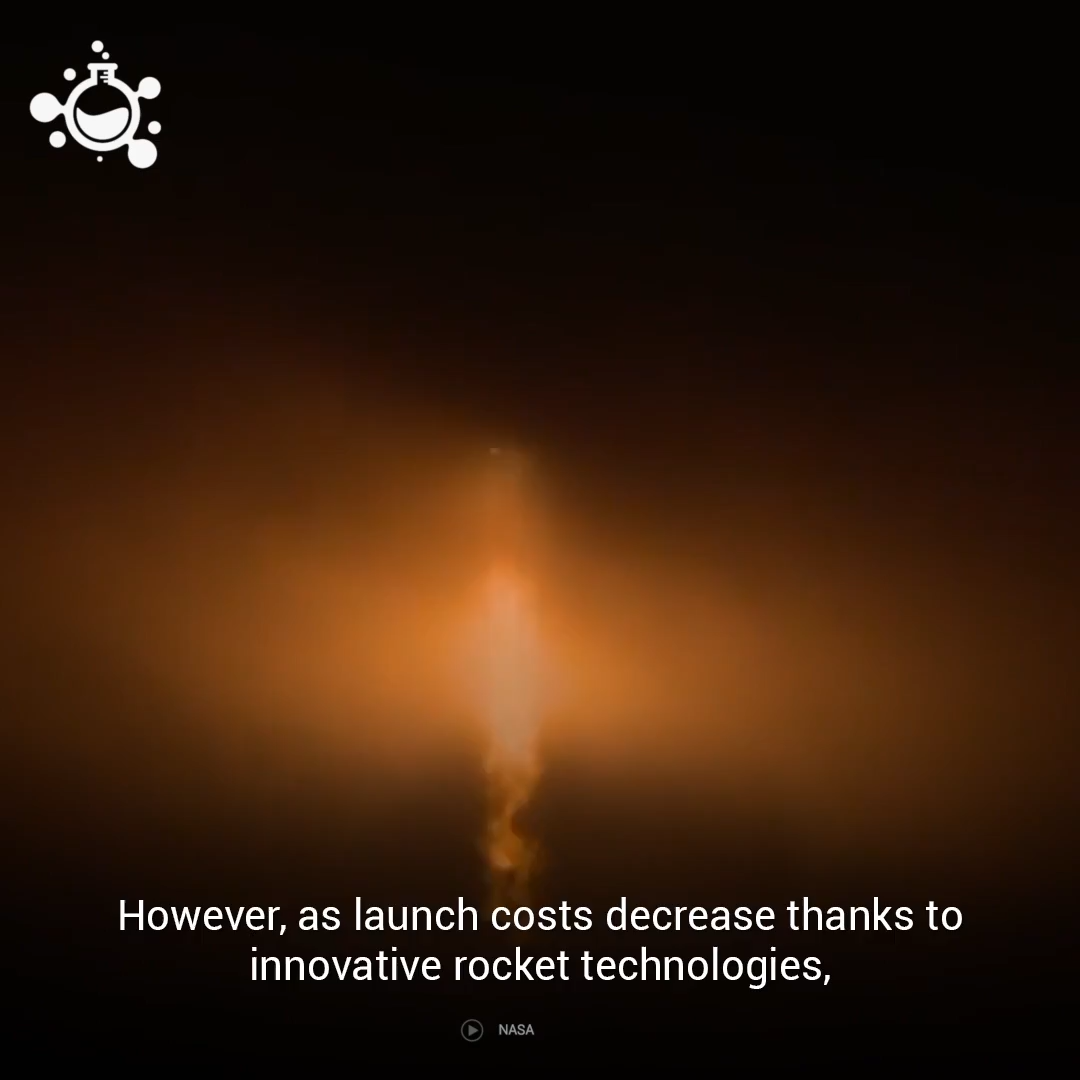 However, as launch costs decrease thanks to
innovative rocket technologies,
NASA